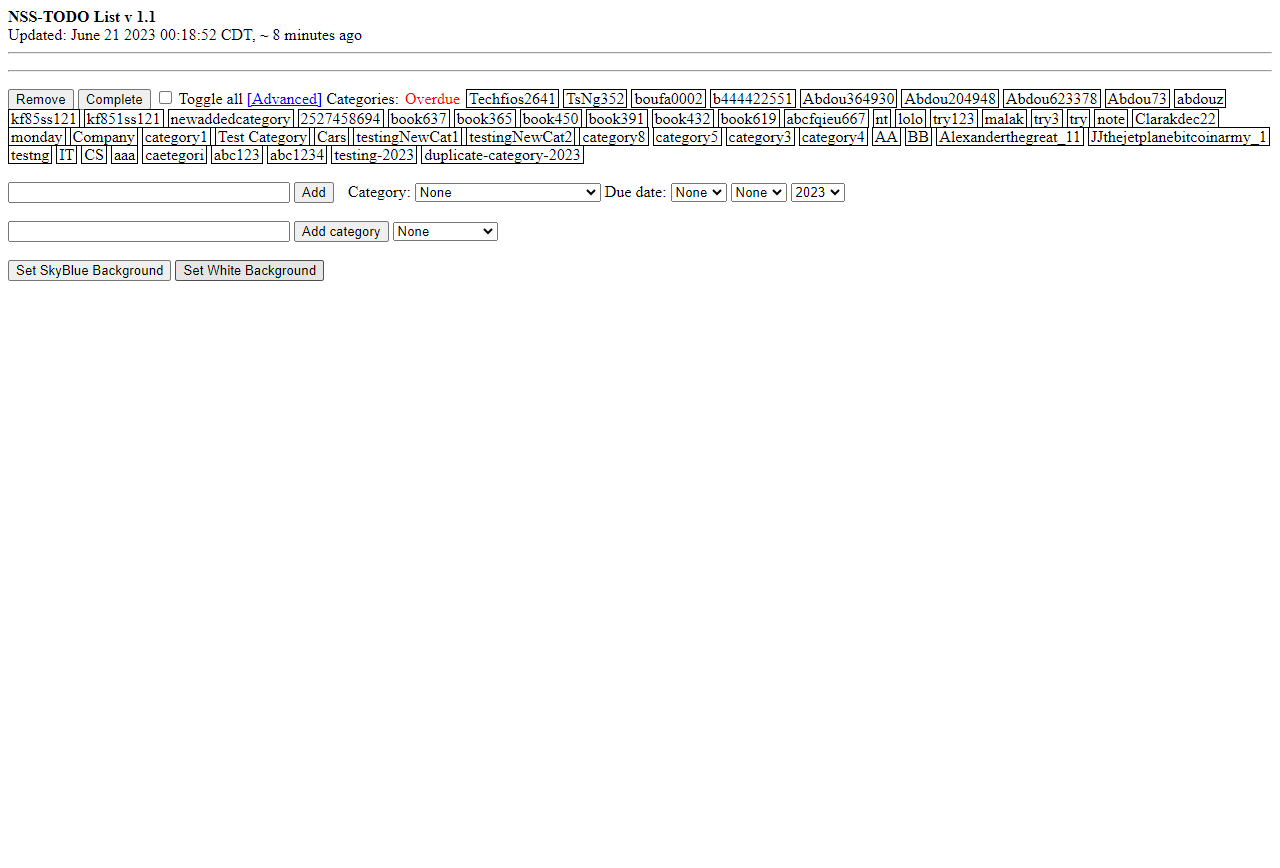 NSS-TODO List v 1.1
Updated: June 21 2023 00:18:52 CDT, ~ 8 minutes ago
Remove Complete Toggle all [Advanced] Categories: Overdue Techfios2641 TsNg352 boufa0002 b444422551 Abdou364930 Abdou204948 Abdou623378 Abdou73 abdouz
kf85ss121 kf851ss121 newaddedcategory 2527458694 book637 book365 book450 book391 book432 book619 abcfqieu667 nt lolo try123 malak try3 try note Clarakdec22
monday Company category1 Test Category Cars testingNewCat1 testingNewCat2 category8 category5 category3 category4 AA BB Alexanderthegreat_11 JJthejetplanebitcoinarmy_1
testng IT CS aaa caetegori abc123 abc1234 testing-2023 duplicate-category-2023
Add Category: None Due date: None None 2023
Add category None
Set SkyBlue Background Set White Background